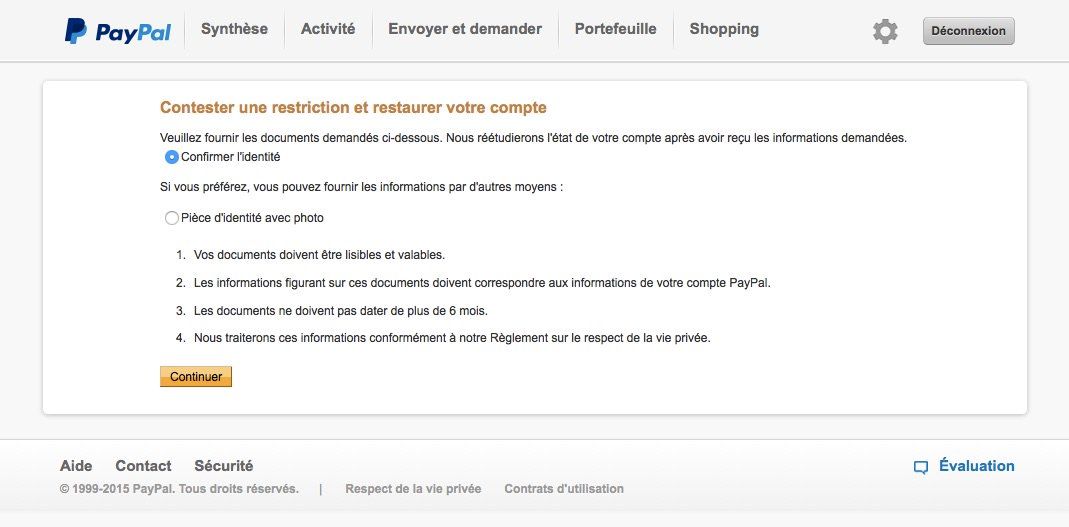 PayPal Synthèse Activité Envoyer et demander Portefeuille Shopping Déconnexion
Contester une restriction et restaurer votre compte
Veuillez fournir les documents demandés ci-dessous. Nous réétudierons l'état de votre compte après avoir reçu les informations demandées.
Confirmer l'identité
Si vous préférez, vous pouvez fournir les informations par d'autres moyens :
Pièce d'identité avec photo
1. Vos documents doivent être lisibles et valables.
2. Les informations figurant sur ces documents doivent correspondre aux informations de votre compte PayPal.
3. Les documents ne doivent pas dater de plus de 6 mois.
4. Nous traiterons ces informations conformément à notre Règlement sur le respect de la vie privée.
Continuer
Aide Contact Sécurité Évaluation
© 1999-2015 PayPal. Tous droits réservés. | Respect de la vie privée Contrats d'utilisation